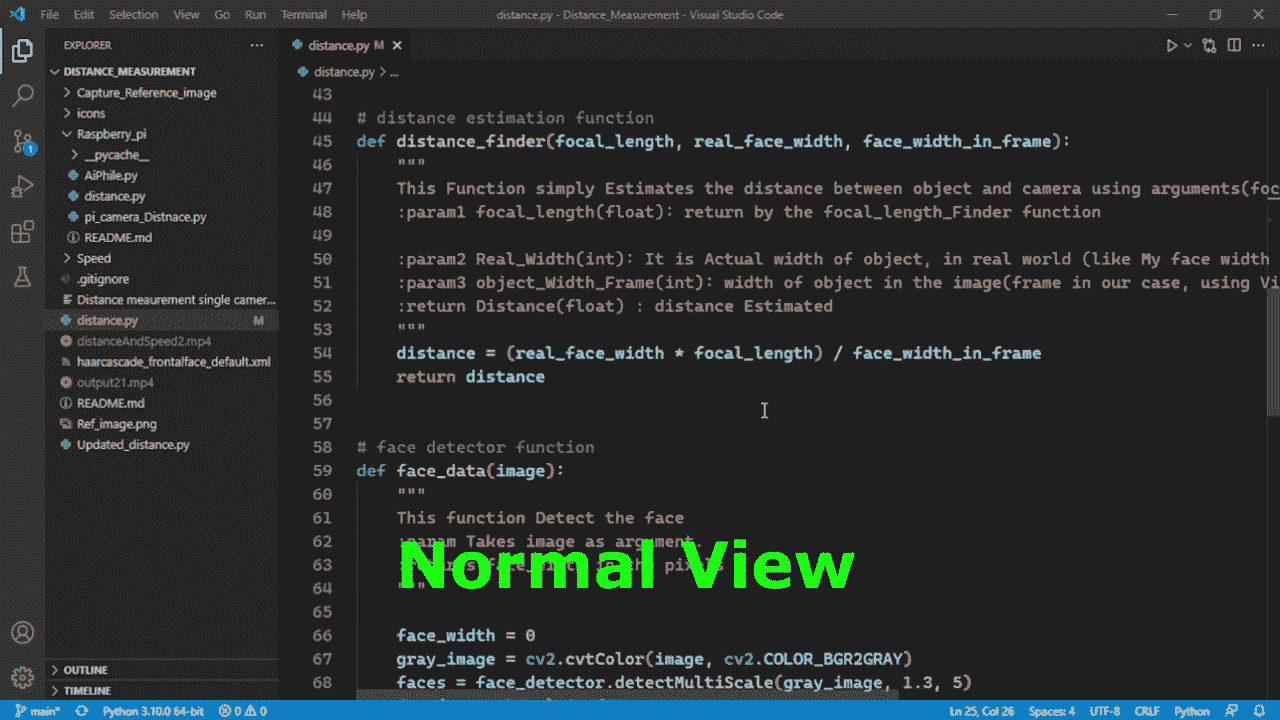 File Edit Selection View Go Run Terminal Help
distance.py - Distance_Measurement - Visual Studio Code
EXPLORER
DISTANCE_MEASUREMENT
Capture_Reference_image
icons
Raspberry_pi
__pycache__
AiPhile.py
distance.py
pi_camera_Distnace.py
README.md
Speed
.gitignore
Distance meaurement single camer...
distance.py M
distanceAndSpeed2.mp4
haarcascade_frontalface_default.xml
output21.mp4
README.md
Ref_image.png
Updated_distance.py
OUTLINE
TIMELINE
distance.py M
distance.py > ...
43
44 # distance estimation function
45 def distance_finder(focal_length, real_face_width, face_width_in_frame):
46 """
47 This Function simply Estimates the distance between object and camera using arguments(foc
48 :param1 focal_length(float): return by the focal_length_Finder function
49
50 :param2 Real_Width(int): It is Actual width of object, in real world (like My face width
51 :param3 object_Width_Frame(int): width of object in the image(frame in our case, using Vi
52 :return Distance(float) : distance Estimated
53 """
54 distance = (real_face_width * focal_length) / face_width_in_frame
55 return distance
56
57
58 # face detector function
59 def face_data(image):
60 """
61 This function Detect the face
62 :param Takes image as argument.
63 in the pixels
64 """
65
66 face_width = 0
67 gray_image = cv2.cvtColor(image, cv2.COLOR_BGR2GRAY)
68 faces = face_detector.detectMultiScale(gray_image, 1.3, 5)
Normal View
1
main* Python 3.10.0 64-bit 0 0
Ln 25, Col 26 Spaces: 4 UTF-8 CRLF Python